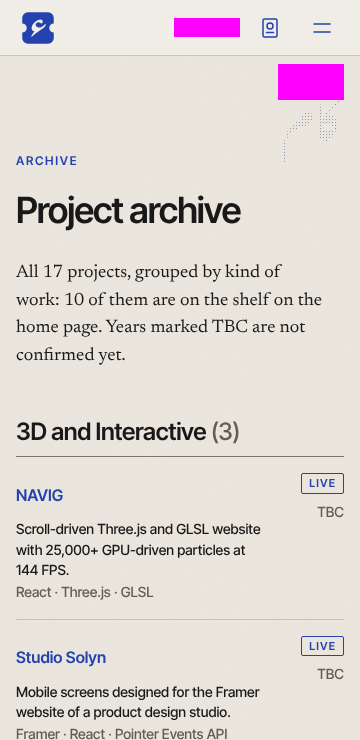 ARCHIVE
Project archive
All 17 projects, grouped by kind of
work: 10 of them are on the shelf on the
home page. Years marked TBC are not
confirmed yet.
3D and Interactive (3)
NAVIG
LIVE
TBC
Scroll-driven Three.js and GLSL website
with 25,000+ GPU-driven particles at
144 FPS.
React · Three.js · GLSL
Studio Solyn
LIVE
TBC
Mobile screens designed for the Framer
website of a product design studio.
Framer · React · Pointer Events API